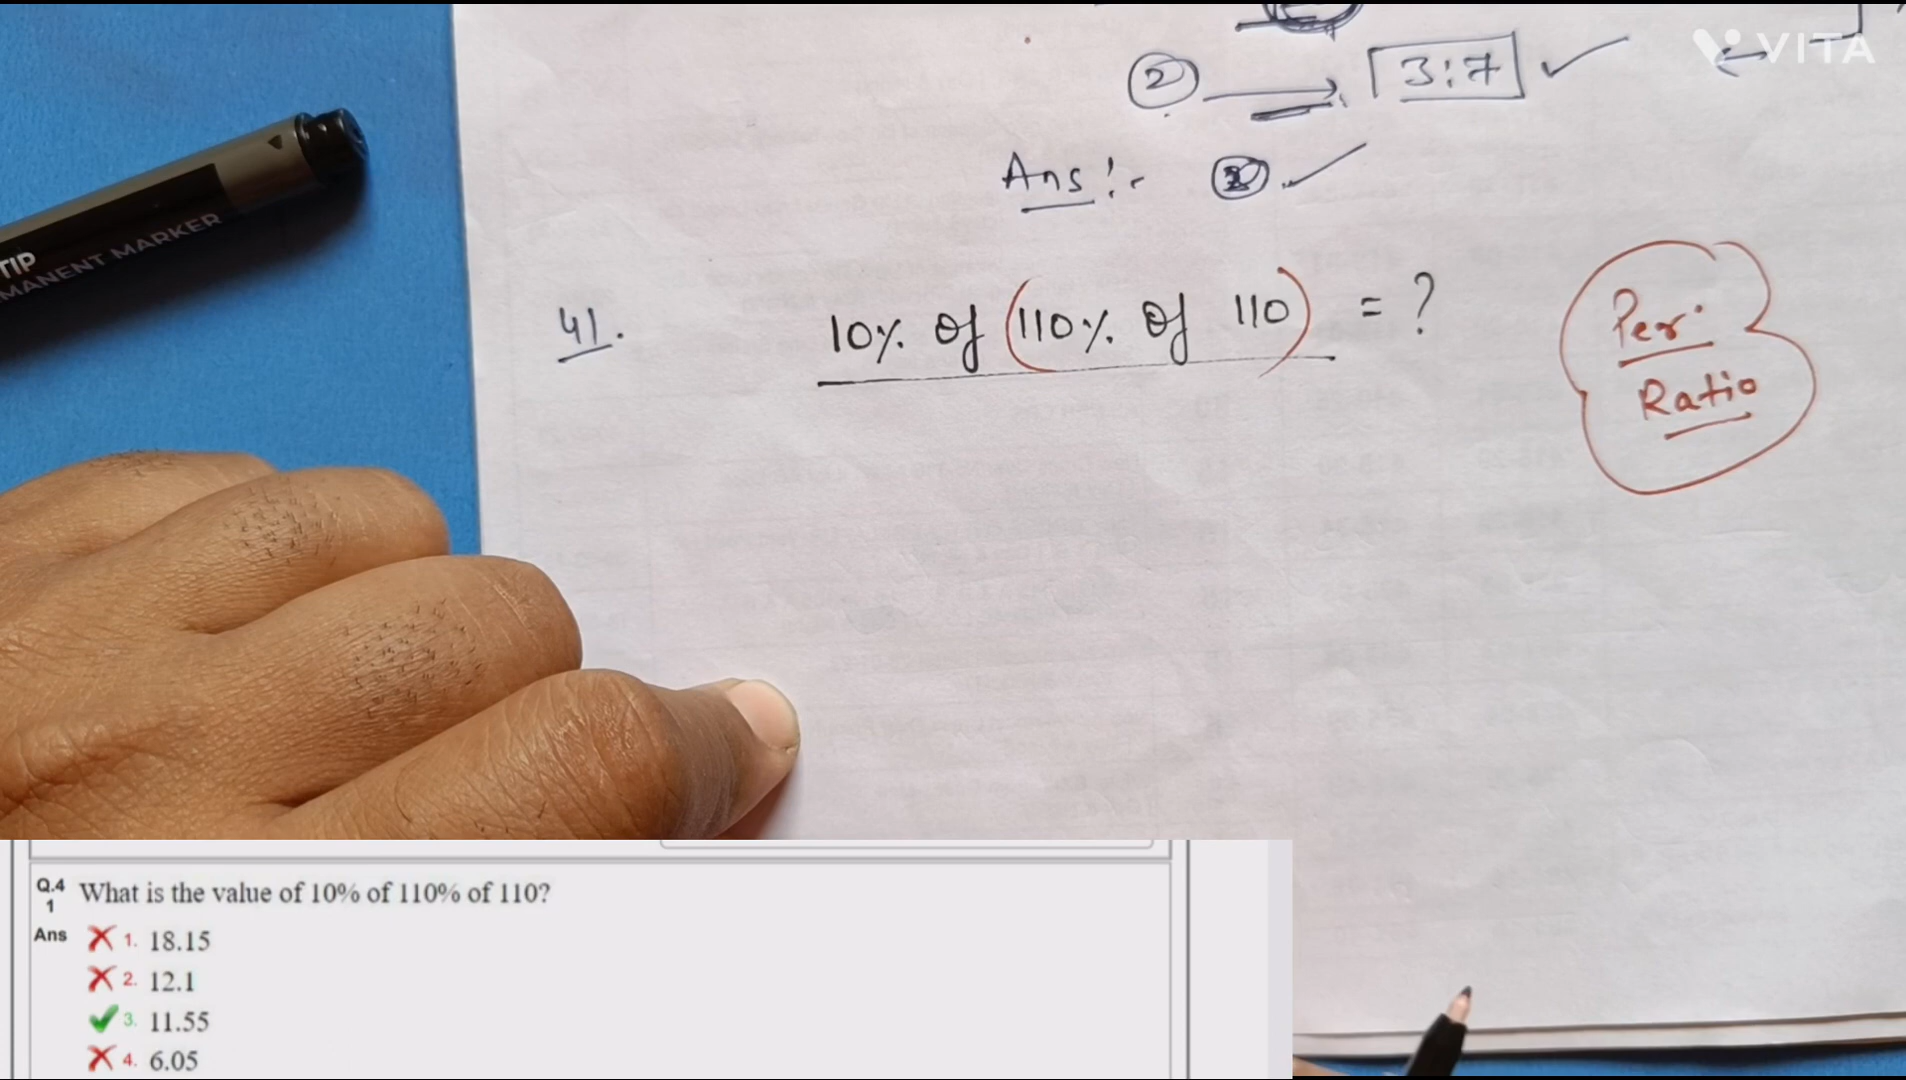 VITA
2 → 3:7 ✓
Ans :-
TIP
MANENT MARKER
41. 10% of (110% of 110) = ?
Per.
Ratio
Q.4
1
What is the value of 10% of 110% of 110?
Ans
1. 18.15
2. 12.1
3. 11.55
4. 6.05